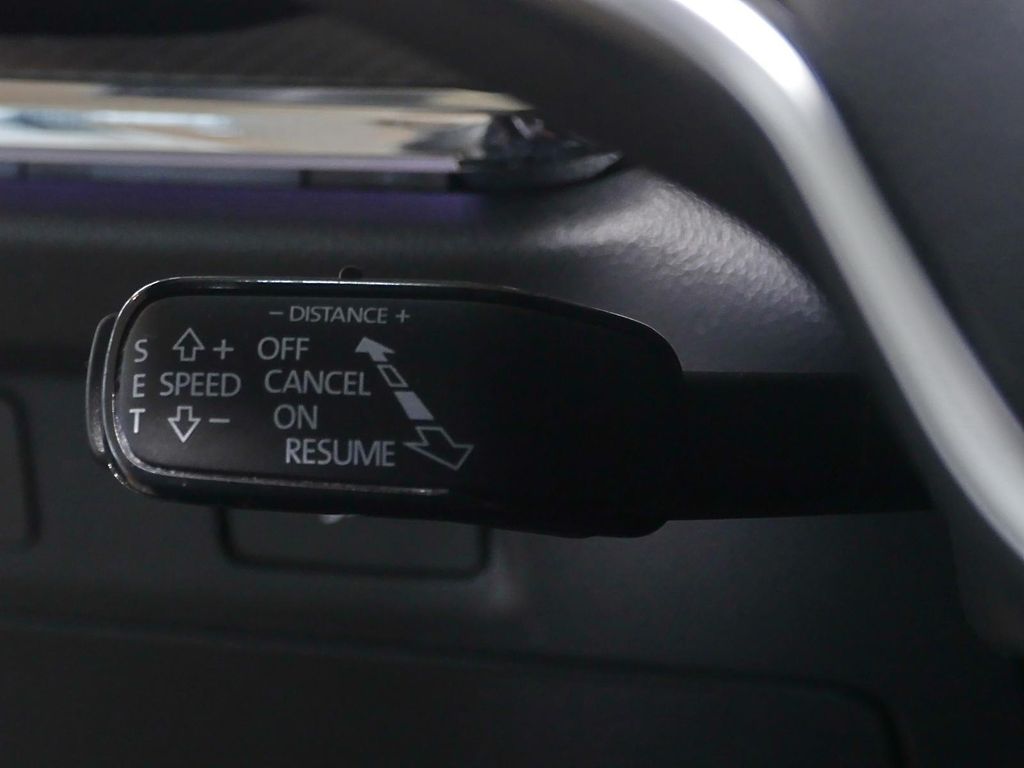 – DISTANCE +
S + OFF
E SPEED CANCEL
T – ON
RESUME